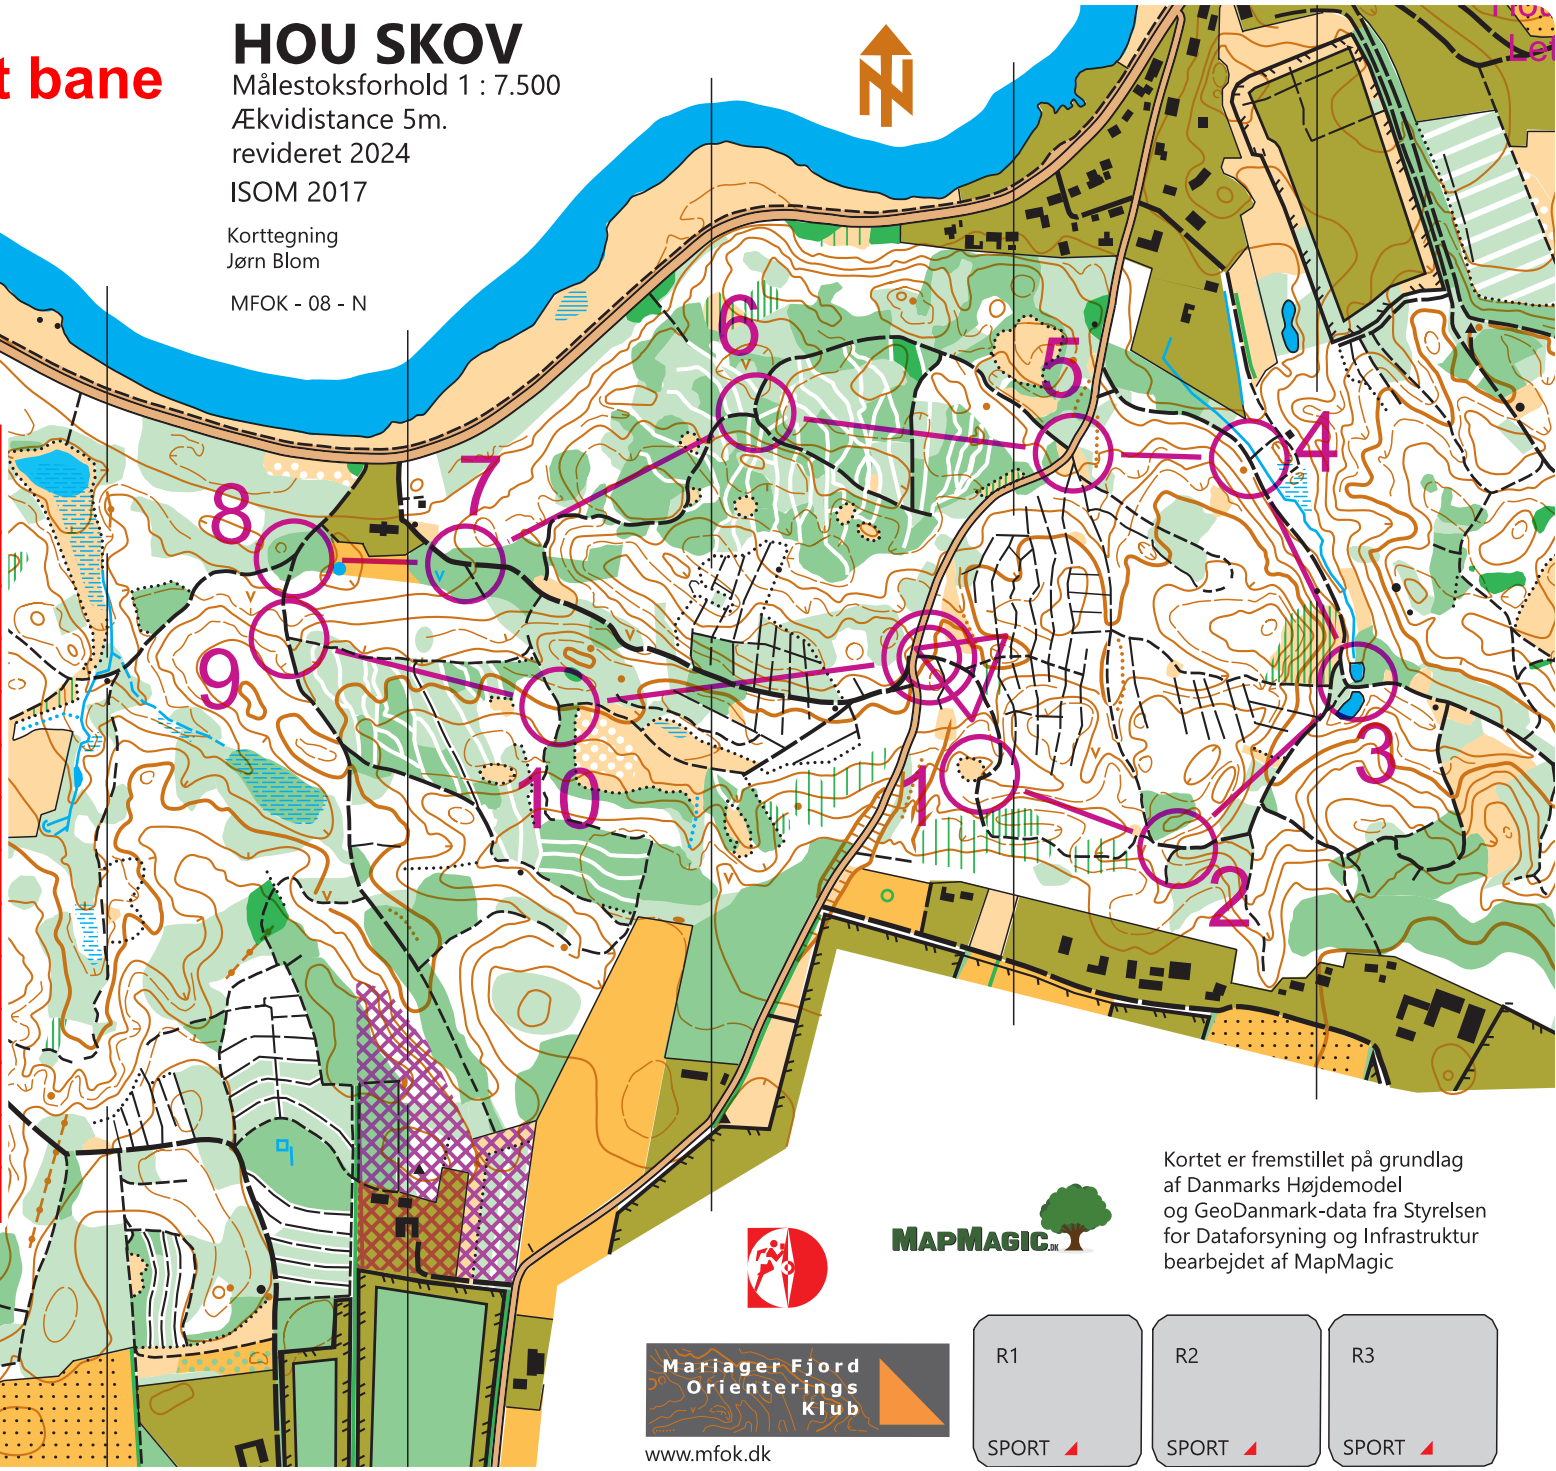 t bane
HOU SKOV
Målestoksforhold 1 : 7.500
Ækvidistance 5m.
revideret 2024
ISOM 2017
Korttegning
Jørn Blom
MFOK - 08 - N
N
6
5
4
7
8
9
10
1
3
2
Kortet er fremstillet på grundlag
af Danmarks Højdemodel
og GeoDanmark-data fra Styrelsen
for Dataforsyning og Infrastruktur
bearbejdet af MapMagic
MAPMAGIC.DK
Mariager Fjord
Orienterings
Klub
www.mfok.dk
R1
SPORT
R2
SPORT
R3
SPORT